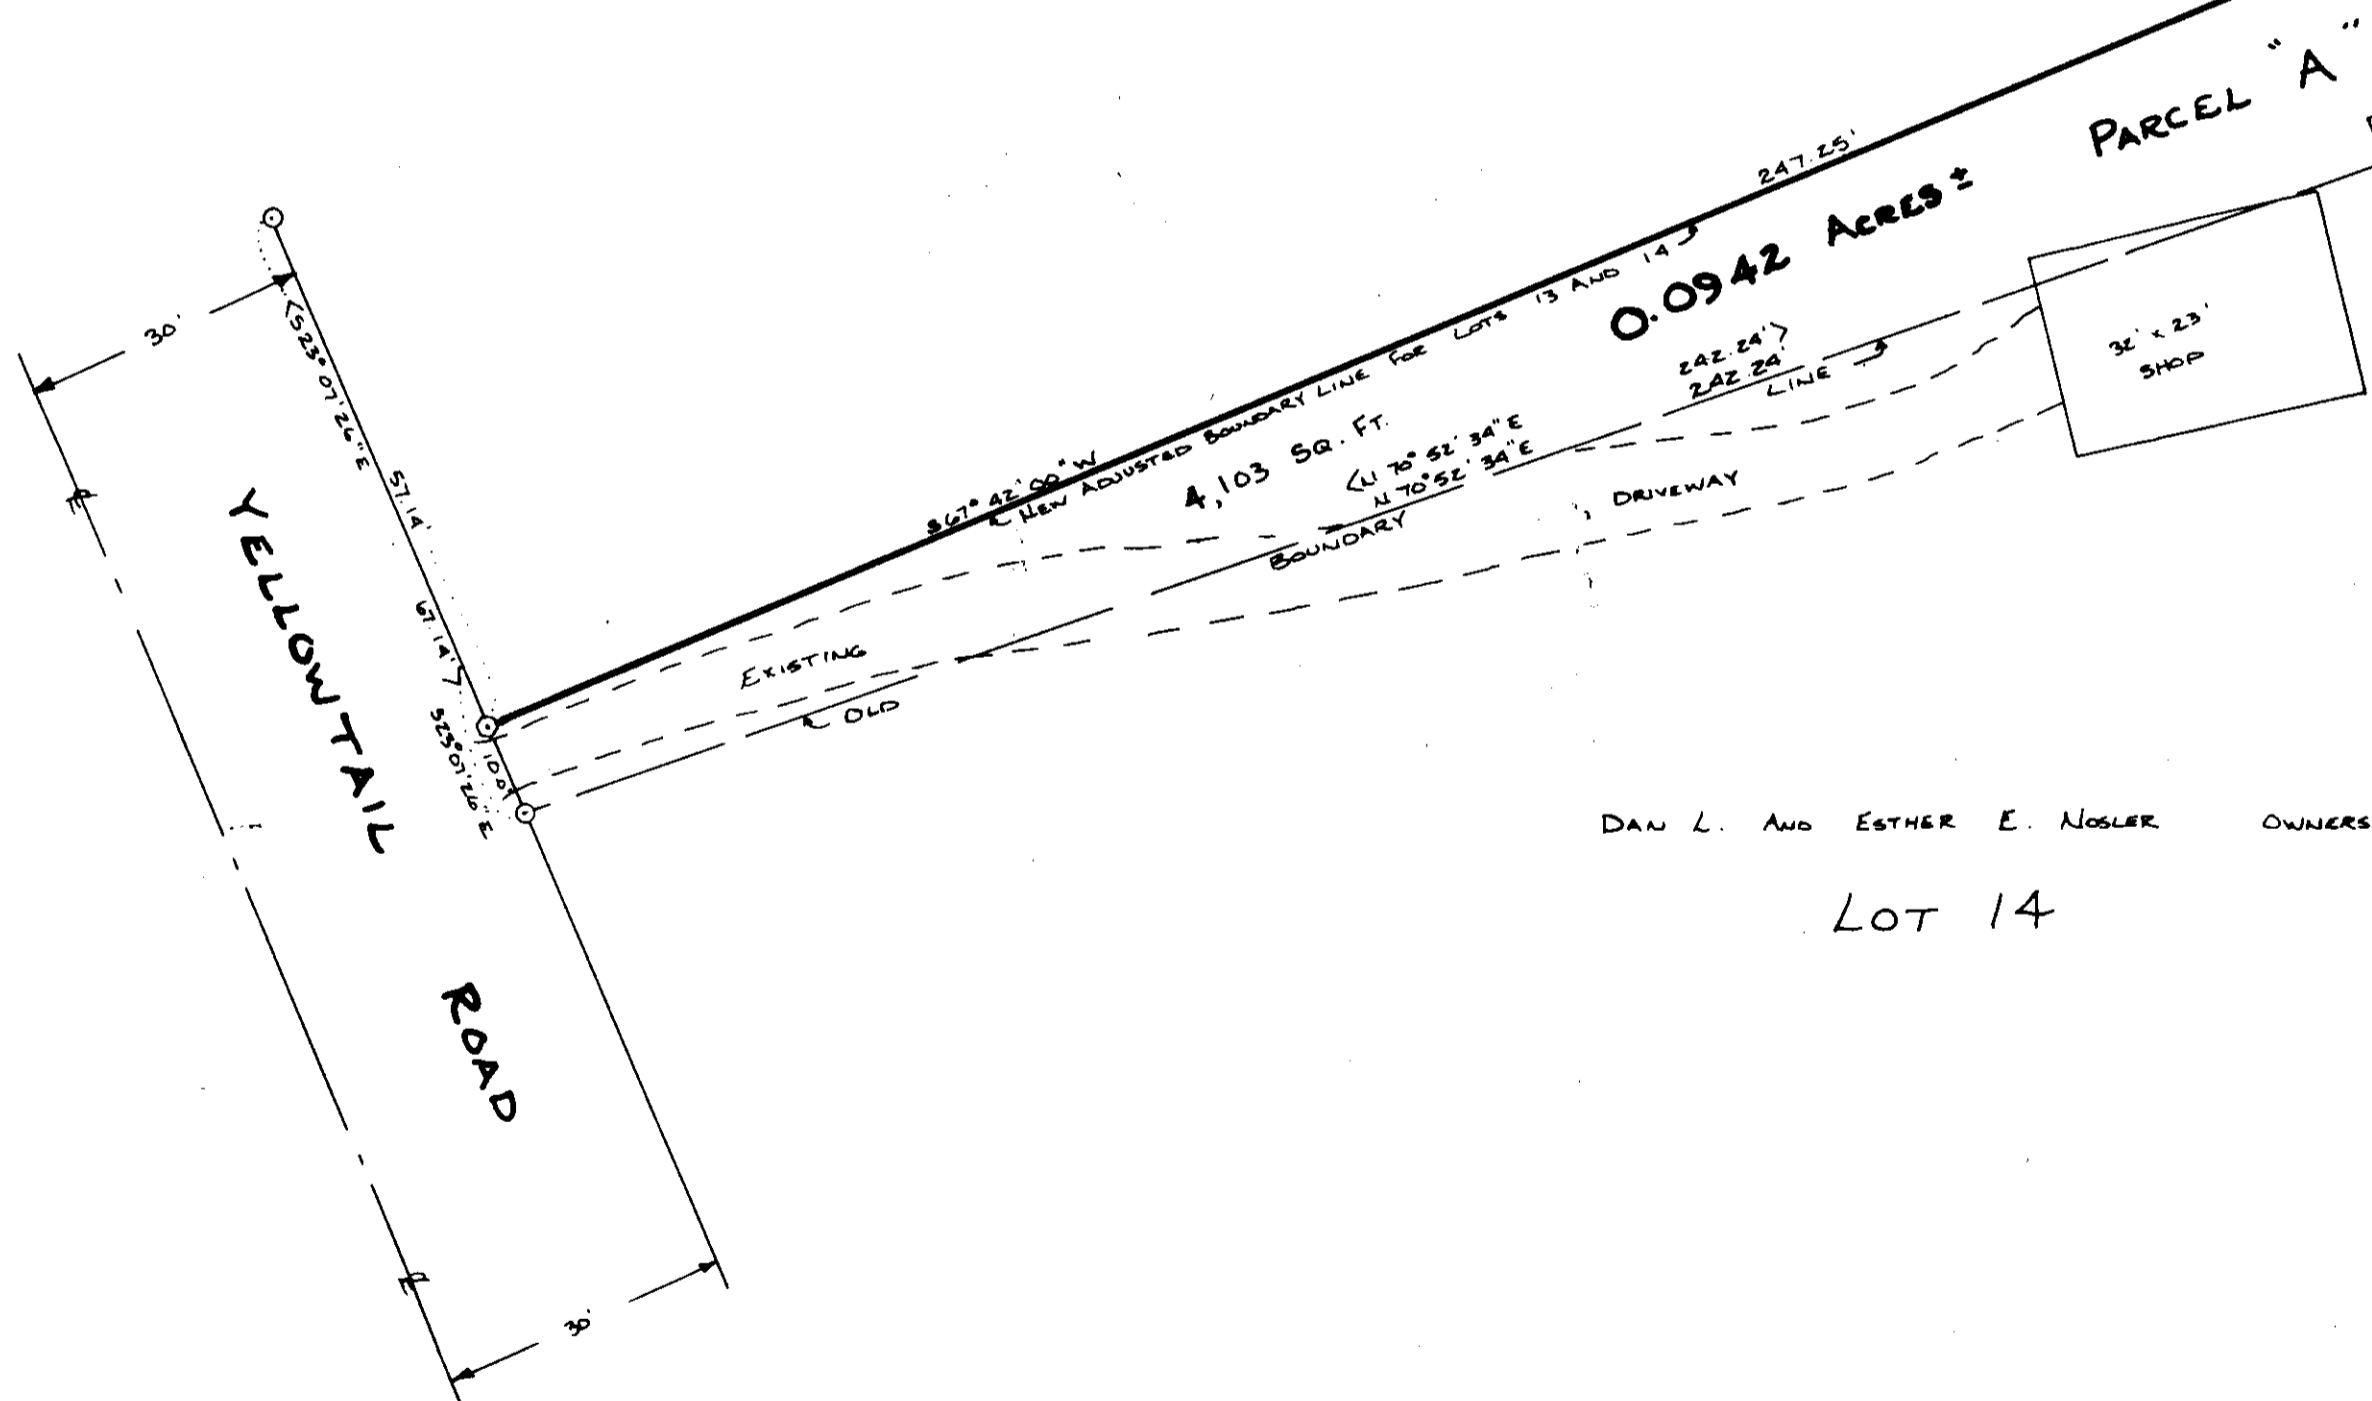 PARCEL "A"
247.25'
0.0942 ACRES ±
S67°42'00"W
NEW ADJUSTED BOUNDARY LINE FOR LOTS 13 AND 14
4,103 SQ. FT.
<N 70°52'34"E
242.24'>
N 70°52'34"E
242.24'
OLD BOUNDARY LINE
EXISTING DRIVEWAY
32' x 23'
SHOP
30'
<S23°07'26"E
67.14'>
57.14'
S23°07'26"E
YELLOWTAIL ROAD
30'
DAN L. AND ESTHER E. NOSLER OWNERS
LOT 14